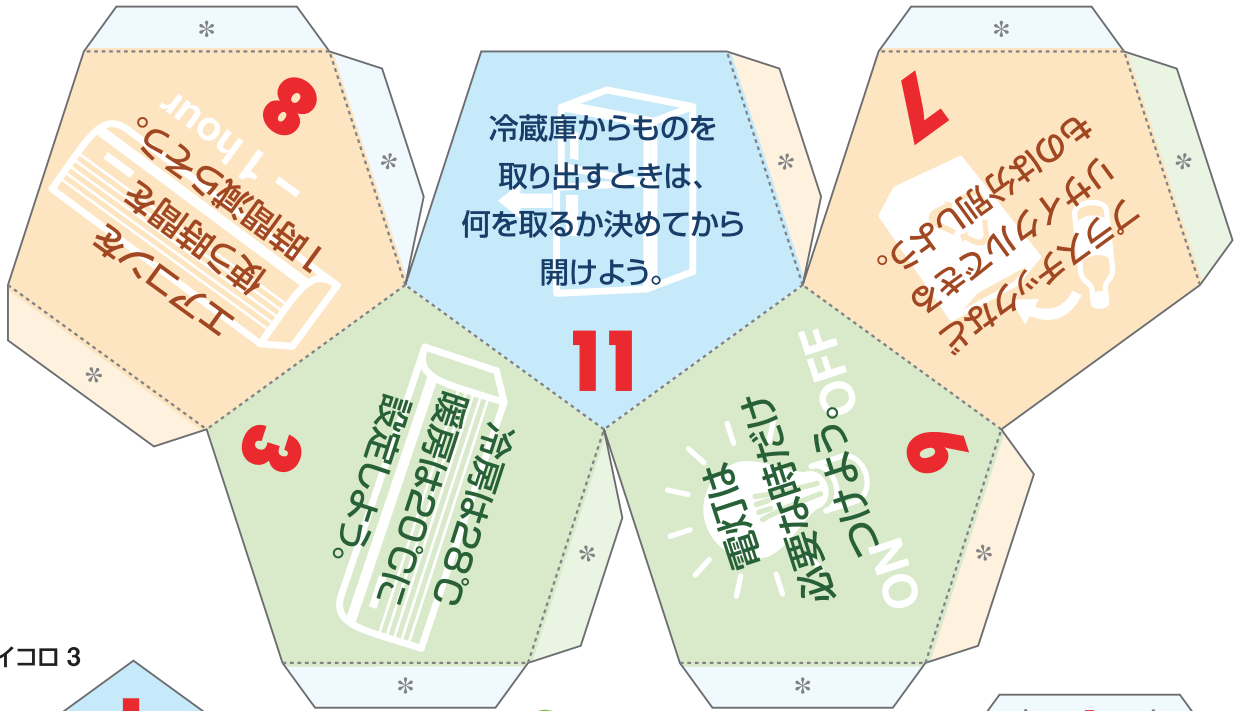 *
8
- 1 hour
エアコンを
使う時間を
1時間減らそう。
*
*
冷蔵庫からものを
取り出すときは、
何を取るか決めてから
開けよう。
11
*
*
7
プラスチックなど
リサイクルできる
ものは分別しよう。
*
3
冷房は28℃
暖房は20℃に
設定しよう。
*
*
6
電灯は
必要な時だけ
つけよう。
OFF
ON
*
*
イコロ 3